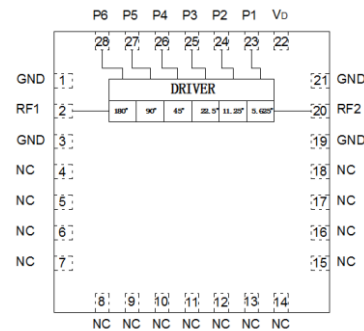 P6 P5 P4 P3 P2 P1 VD
28 27 26 25 24 23 22
GND 1 21 GND
DRIVER
RF1 2 180° 90° 45° 22.5° 11.25° 5.625° 20 RF2
GND 3 19 GND
NC 4 18 NC
NC 5 17 NC
NC 6 16 NC
NC 7 15 NC
8 9 10 11 12 13 14
NC NC NC NC NC NC NC